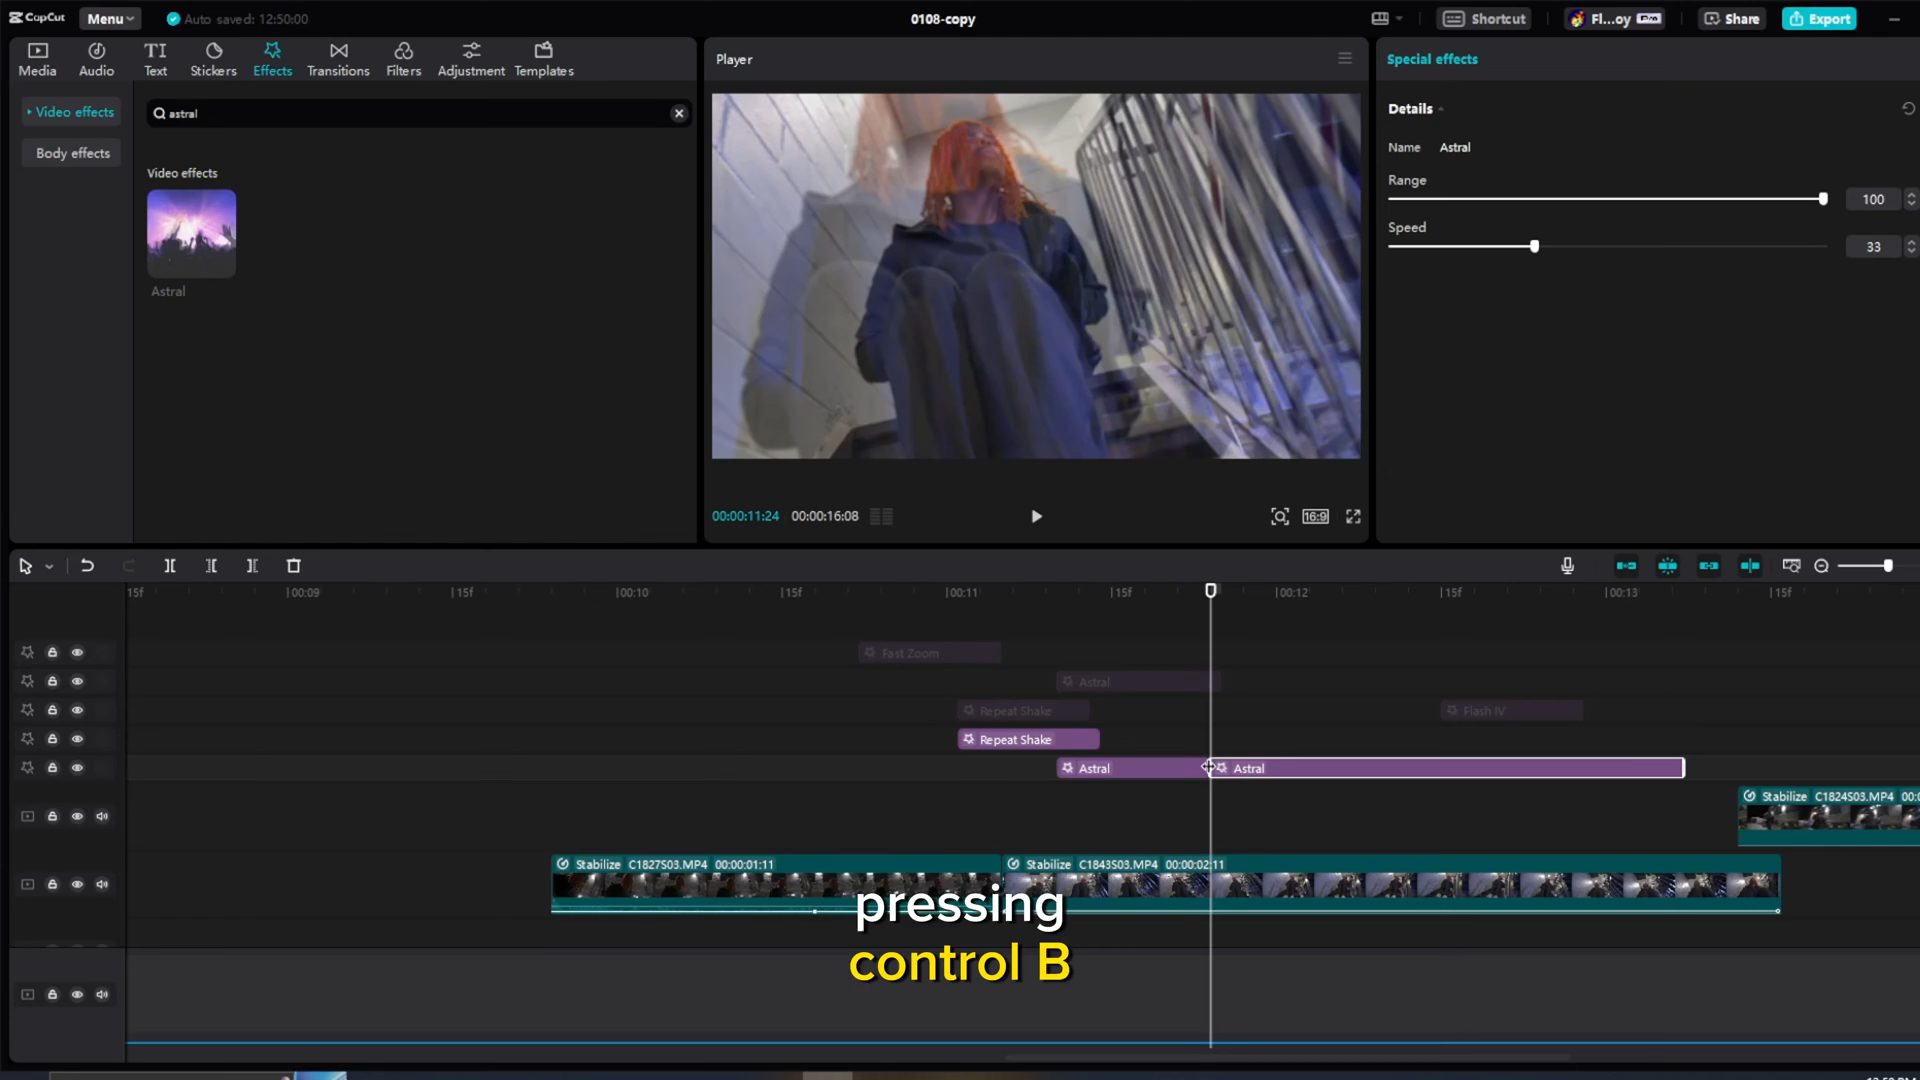 CapCut
Menu
Auto saved: 12:50:00
0108-copy
Shortcut
Fl...oy
Pro
Share
Export
Media
Audio
TI
Text
Stickers
Effects
Transitions
Filters
Adjustment
Templates
Player
Special effects
Video effects
Body effects
astral
Video effects
Astral
Details
Name Astral
Range
100
Speed
33
00:00:11:24 00:00:16:08
16:9
15f
00:09
15f
00:10
15f
00:11
15f
00:12
15f
00:13
15f
Fast Zoom
Astral
Repeat Shake
Flash IV
Repeat Shake
Astral
Astral
Stabilize C1824S03.MP4
Stabilize C1827S03.MP4 00:00:01:11
Stabilize C1843S03.MP4 00:00:02:11
pressing
control B